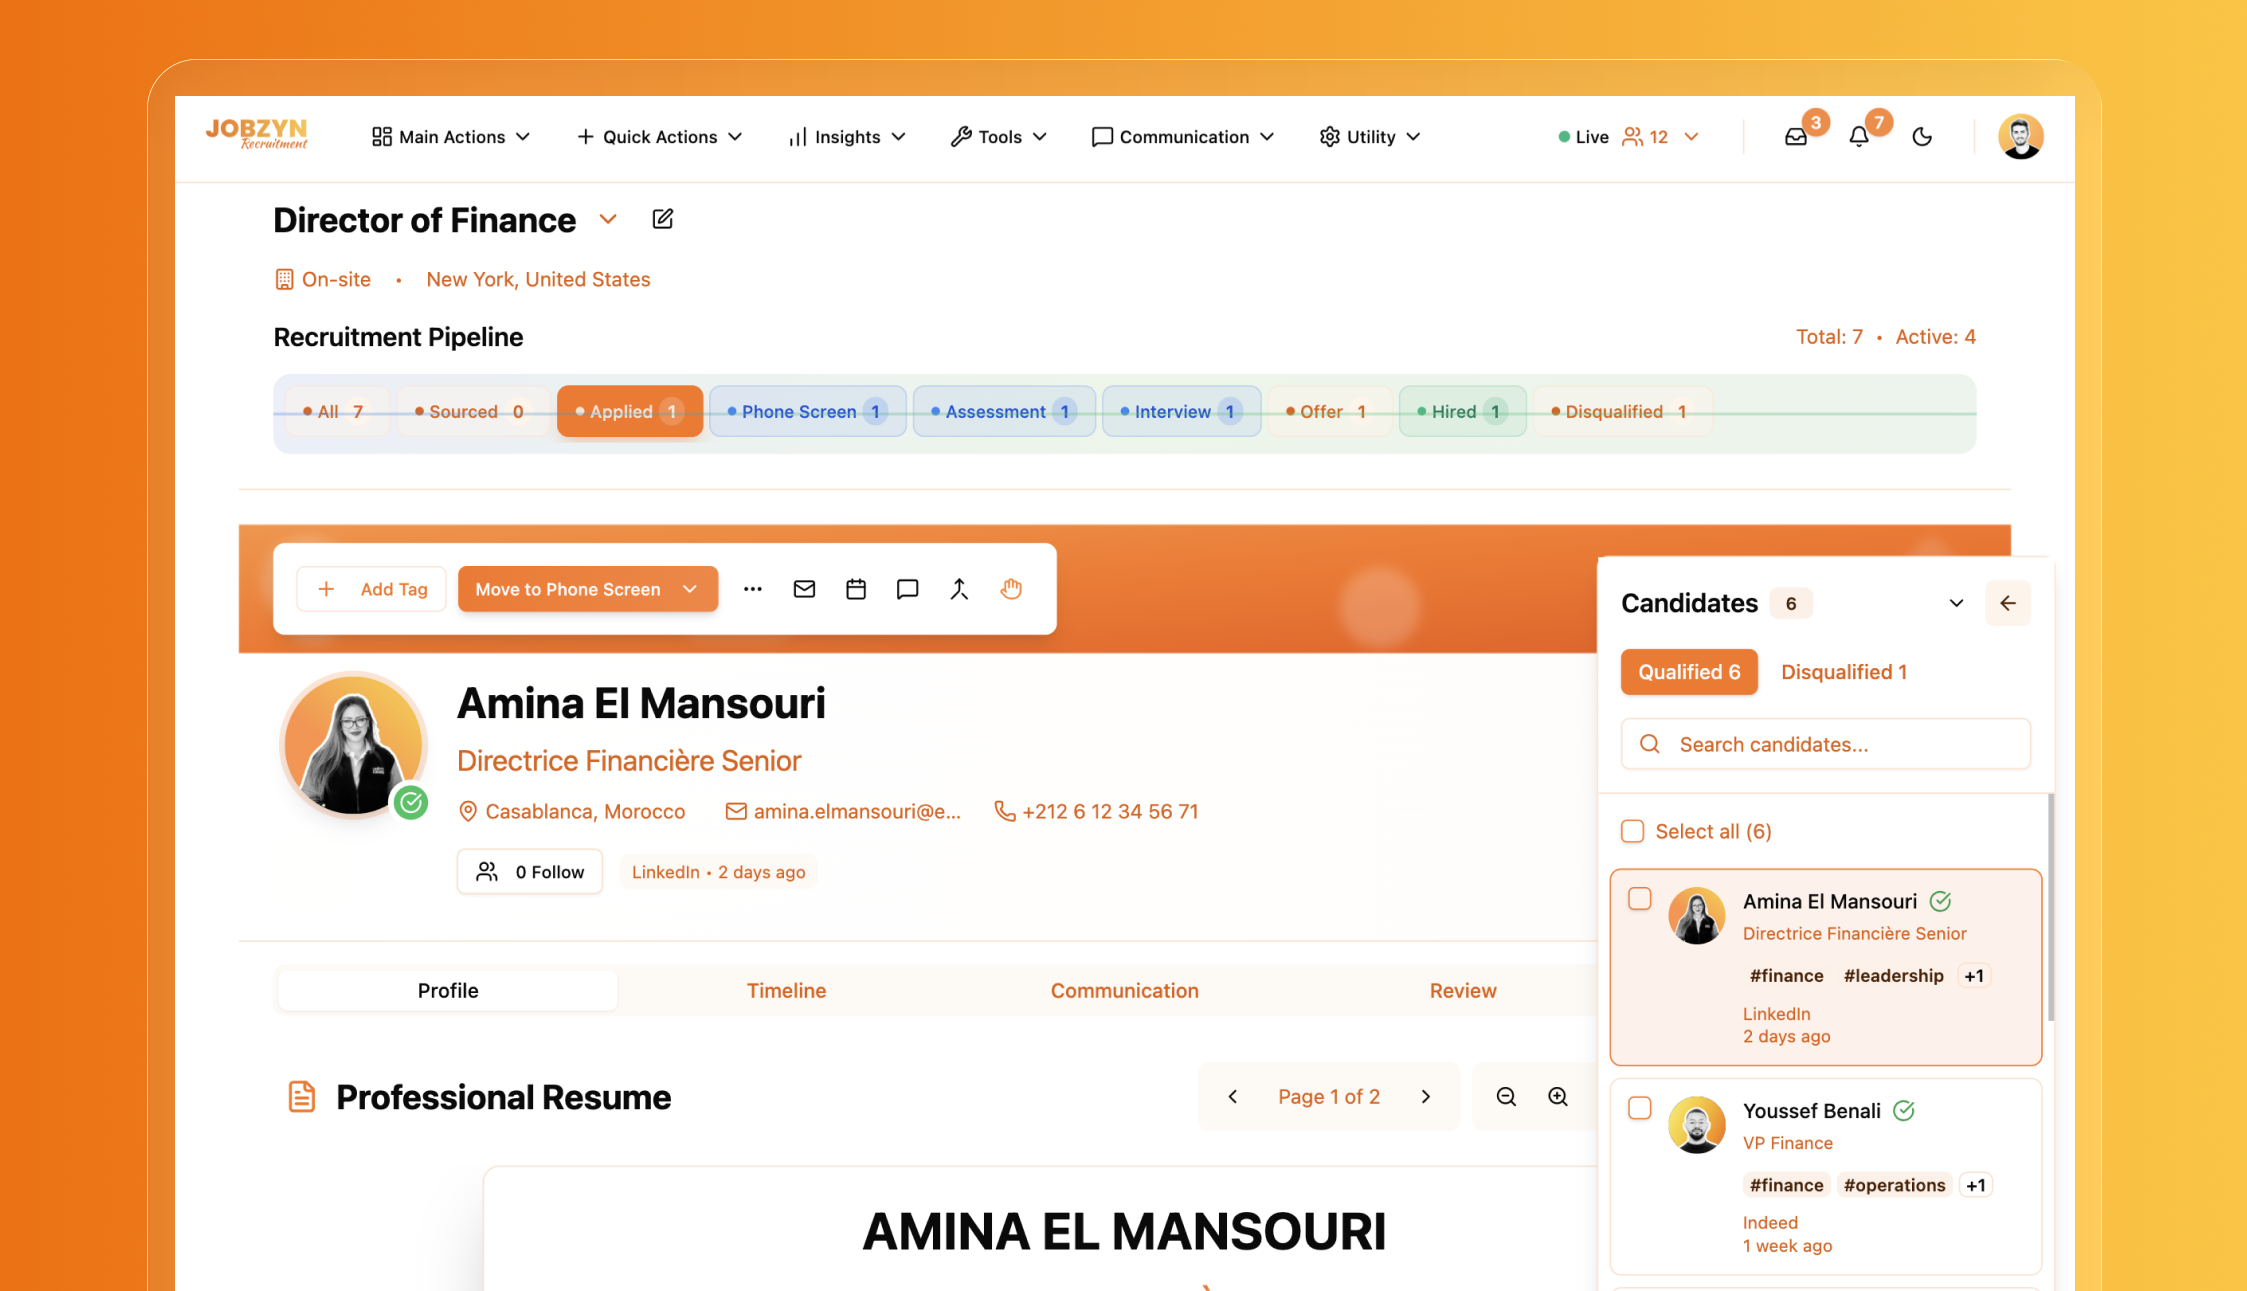 JOBZYN
Recruitment
Main Actions
Quick Actions
Insights
Tools
Communication
Utility
Live 12
3
7
Director of Finance
On-site • New York, United States
Recruitment Pipeline
Total: 7 • Active: 4
All 7
Sourced 0
Applied 1
Phone Screen 1
Assessment 1
Interview 1
Offer 1
Hired 1
Disqualified 1
Add Tag
Move to Phone Screen
Amina El Mansouri
Directrice Financière Senior
Casablanca, Morocco
amina.elmansouri@e...
+212 6 12 34 56 71
0 Follow
LinkedIn • 2 days ago
Profile
Timeline
Communication
Review
Professional Resume
Page 1 of 2
AMINA EL MANSOURI
Candidates 6
Qualified 6
Disqualified 1
Search candidates...
Select all (6)
Amina El Mansouri
Directrice Financière Senior
#finance #leadership +1
LinkedIn
2 days ago
Youssef Benali
VP Finance
#finance #operations +1
Indeed
1 week ago